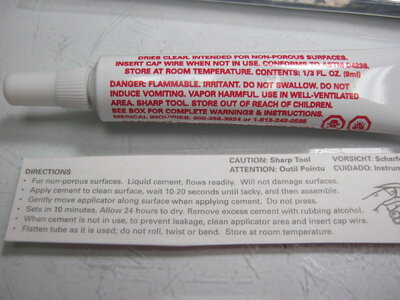 DRIES CLEAR. INTENDED FOR NON-POROUS SURFACES.
INSERT CAP WIRE WHEN NOT IN USE. CONFORMS TO ASTM D4236.
STORE AT ROOM TEMPERATURE. CONTENTS: 1/3 FL. OZ. (9ml)
DANGER: FLAMMABLE. IRRITANT. DO NOT SWALLOW. DO NOT
INDUCE VOMITING. VAPOR HARMFUL. USE IN WELL-VENTILATED
AREA. SHARP TOOL. STORE OUT OF REACH OF CHILDREN.
SEE BOX FOR COMPLETE WARNINGS & INSTRUCTIONS.
MEDICAL INQUIRIES:
CAUTION: Sharp Tool VORSICHT: Scharfe
DIRECTIONS ATTENTION: Outil Pointu CUIDADO: Instrum
• For non-porous surfaces. Liquid cement, flows readily. Will not damage surfaces.
• Apply cement to clean surface, wait 10-20 seconds until tacky, and then assemble.
• Gently move applicator along surface when applying cement. Do not press.
• Sets in 10 minutes. Allow 24 hours to dry. Remove excess cement with rubbing alcohol.
• When cement is not in use, to prevent leakage, clean applicator area and insert cap wire.
• Flatten tube as it is used; do not roll, twist or bend. Store at room temperature.